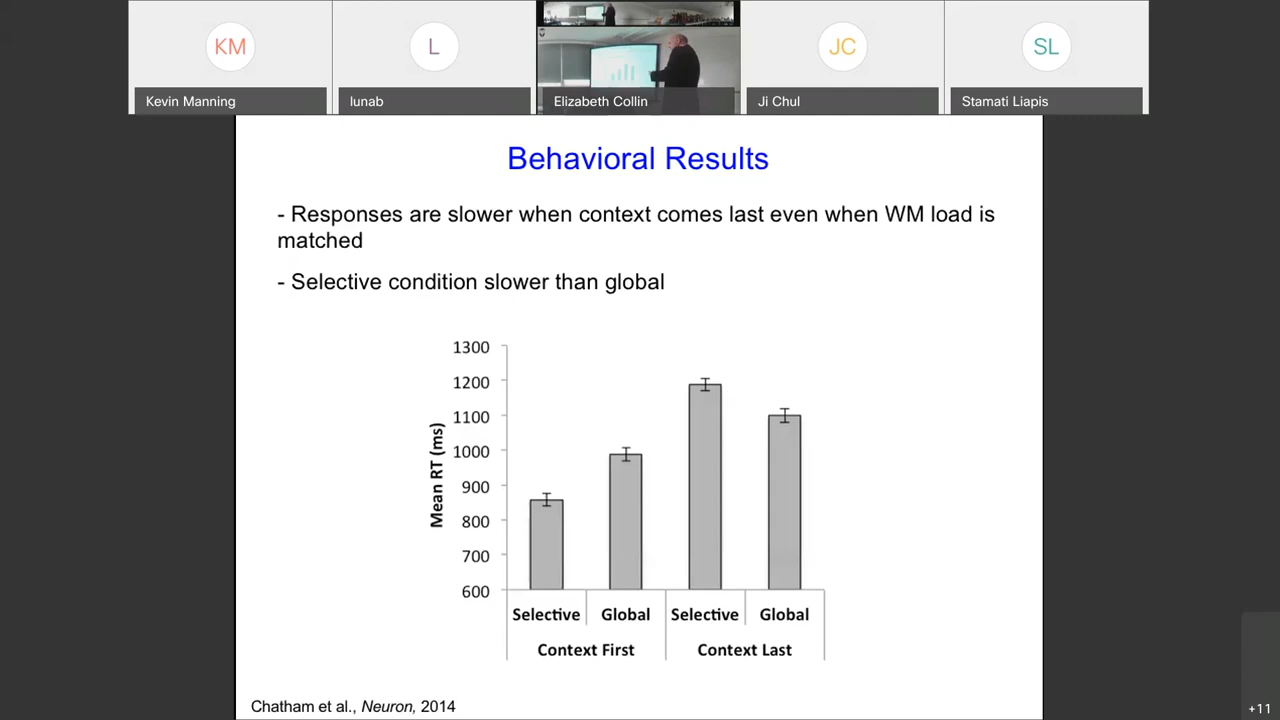 KM
L
JC
SL
Kevin Manning
lunab
Elizabeth Collin
Ji Chul
Stamati Liapis
Behavioral Results
- Responses are slower when context comes last even when WM load is
matched
- Selective condition slower than global
1300
1200
1100
1000
900
800
700
600
Mean RT (ms)
Selective Global Selective Global
Context First Context Last
Chatham et al., Neuron, 2014
+11